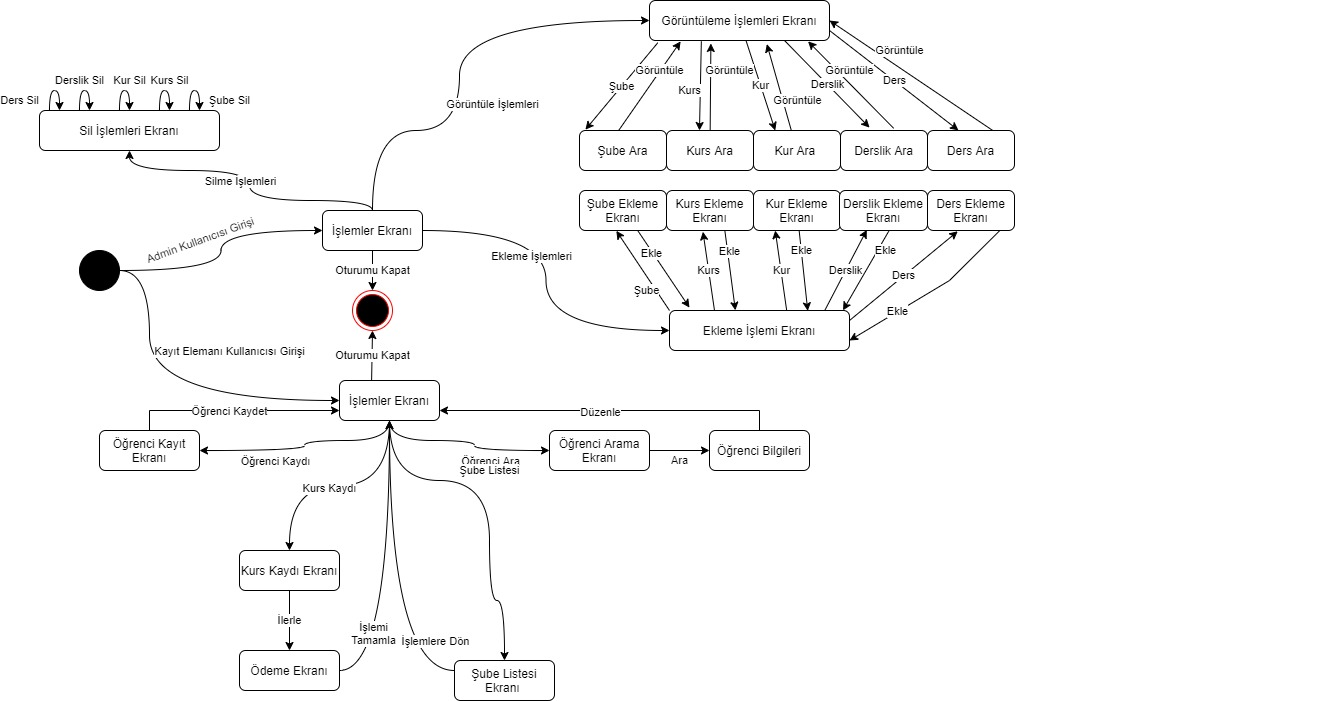 Görüntüleme İşlemleri Ekranı
Görüntüle
Görüntüle
Görüntüle
Görüntüle
Derslik Sil
Kur Sil
Kurs Sil
Ders
Şube
Kurs
Kur
Derslik
Ders Sil
Şube Sil
Görüntüle İşlemleri
Görüntüle
Sil İşlemleri Ekranı
Şube Ara
Kurs Ara
Kur Ara
Derslik Ara
Ders Ara
Silme İşlemleri
Şube Ekleme
Ekranı
Kurs Ekleme
Ekranı
Kur Ekleme
Ekranı
Derslik Ekleme
Ekranı
Ders Ekleme
Ekranı
Admin Kullanıcısı Girişi
İşlemler Ekranı
Ekleme İşlemleri
Ekle
Ekle
Ekle
Ekle
Oturumu Kapat
Kurs
Kur
Derslik
Ders
Şube
Ekle
Ekleme İşlemi Ekranı
Kayıt Elemanı Kullanıcısı Girişi
Oturumu Kapat
İşlemler Ekranı
Öğrenci Kaydet
Düzenle
Öğrenci Kayıt
Ekranı
Öğrenci Kaydı
Öğrenci Ara
Şube Listesi
Öğrenci Arama
Ekranı
Ara
Öğrenci Bilgileri
Kurs Kaydı
Kurs Kaydı Ekranı
İlerle
İşlemi
Tamamla
İşlemlere Dön
Ödeme Ekranı
Şube Listesi
Ekranı